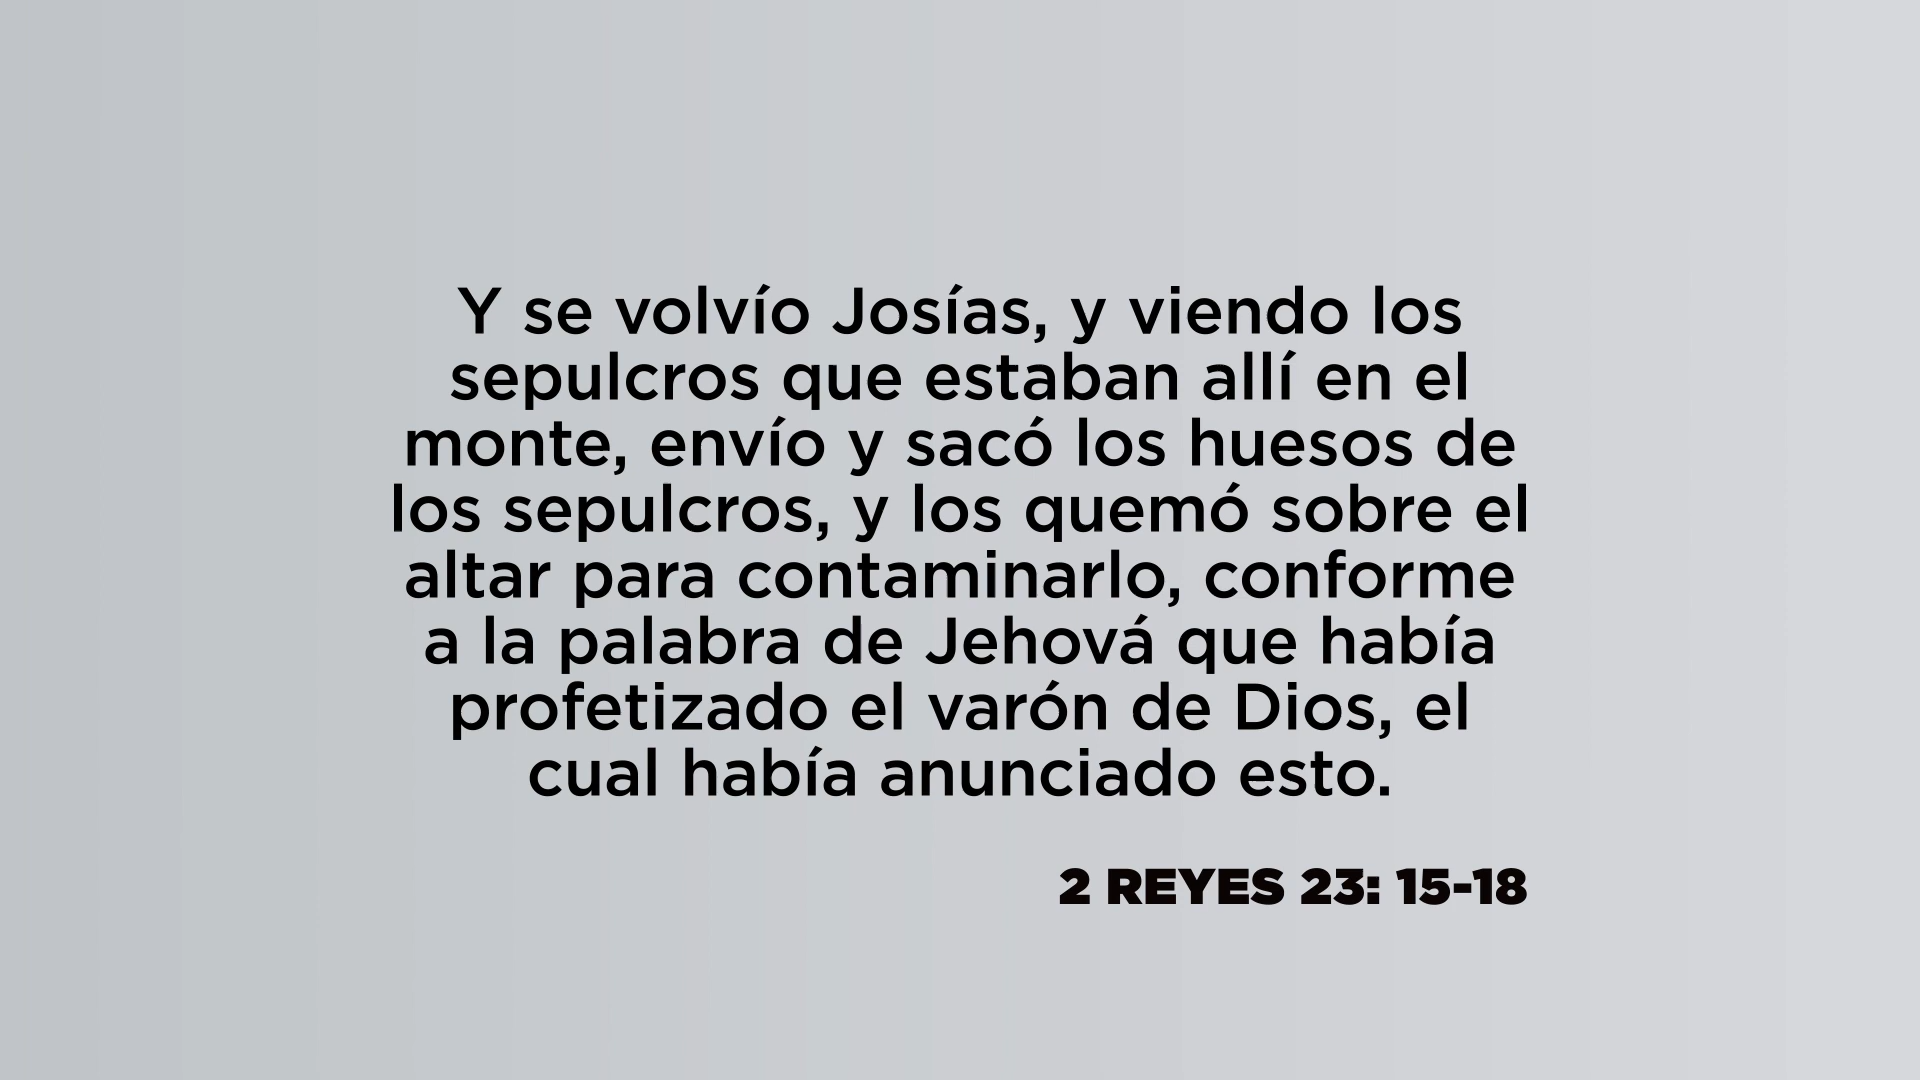 Y se volvío Josías, y viendo los
sepulcros que estaban allí en el
monte, envío y sacó los huesos de
los sepulcros, y los quemó sobre el
altar para contaminarlo, conforme
a la palabra de Jehová que había
profetizado el varón de Dios, el
cual había anunciado esto.
2 REYES 23: 15-18